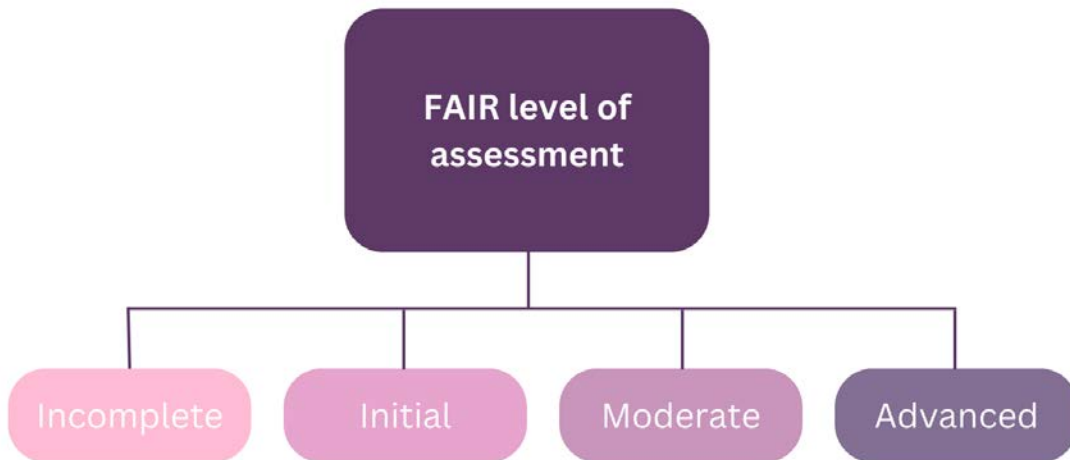 FAIR level of
assessment
Incomplete
Initial
Moderate
Advanced